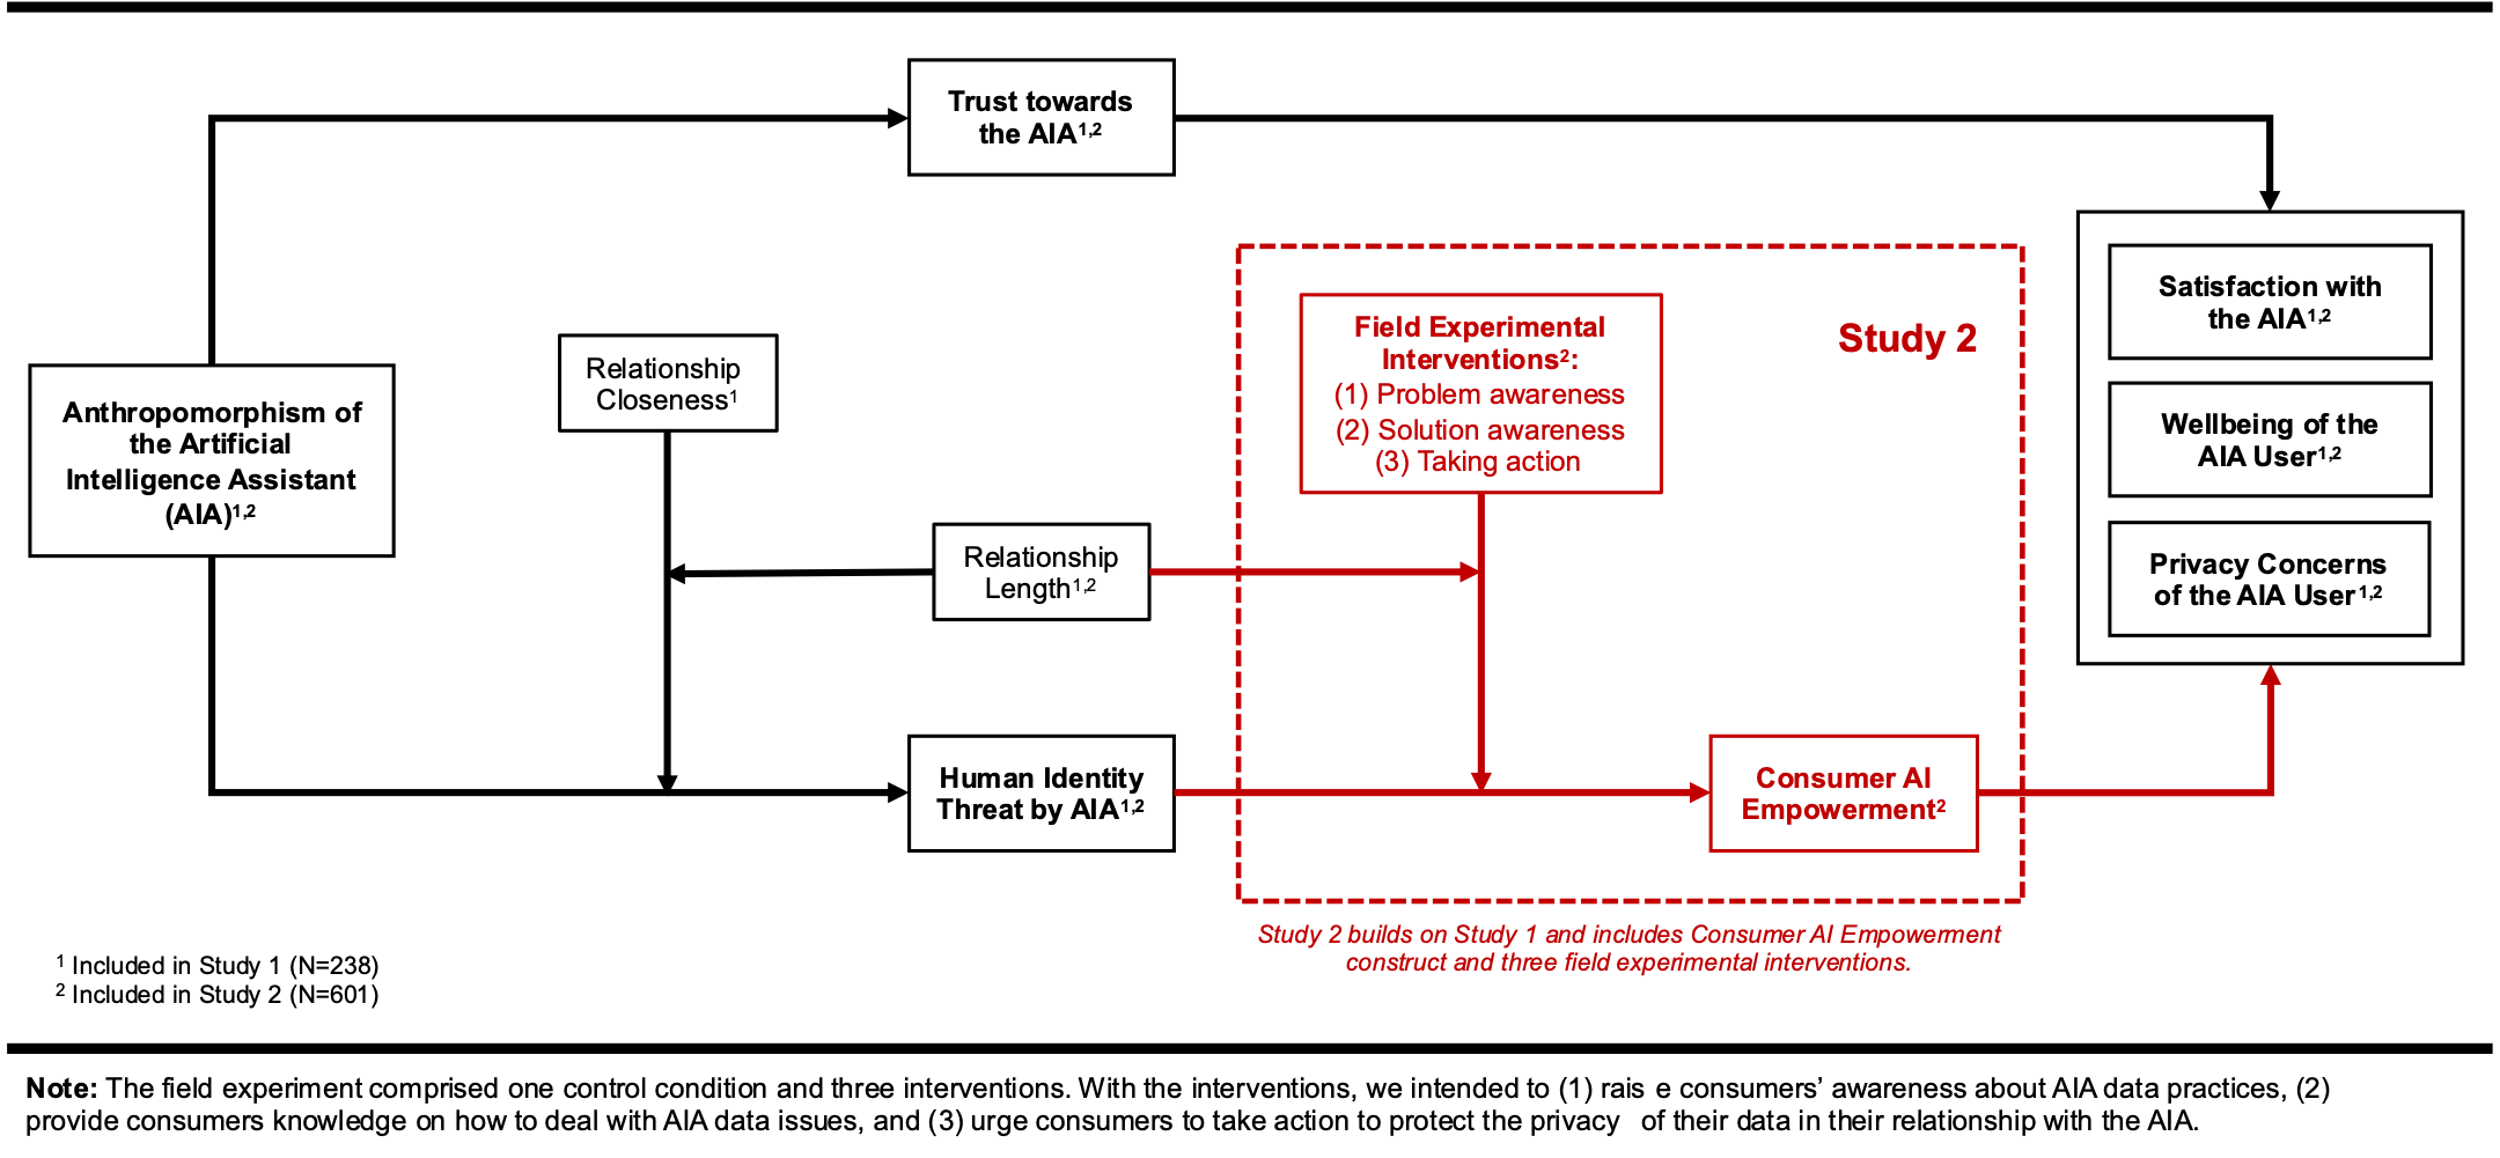 Trust towards
the AIA¹,²
Anthropomorphism of
the Artificial
Intelligence Assistant
(AIA)¹,²
Relationship
Closeness¹
Relationship
Length¹,²
Human Identity
Threat by AIA¹,²
Field Experimental
Interventions²:
(1) Problem awareness
(2) Solution awareness
(3) Taking action
Study 2
Consumer AI
Empowerment²
Satisfaction with
the AIA¹,²
Wellbeing of the
AIA User¹,²
Privacy Concerns
of the AIA User¹,²
Study 2 builds on Study 1 and includes Consumer AI Empowerment
construct and three field experimental interventions.
¹ Included in Study 1 (N=238)
² Included in Study 2 (N=601)
Note: The field experiment comprised one control condition and three interventions. With the interventions, we intended to (1) rais e consumers’ awareness about AIA data practices, (2)
provide consumers knowledge on how to deal with AIA data issues, and (3) urge consumers to take action to protect the privacy of their data in their relationship with the AIA.